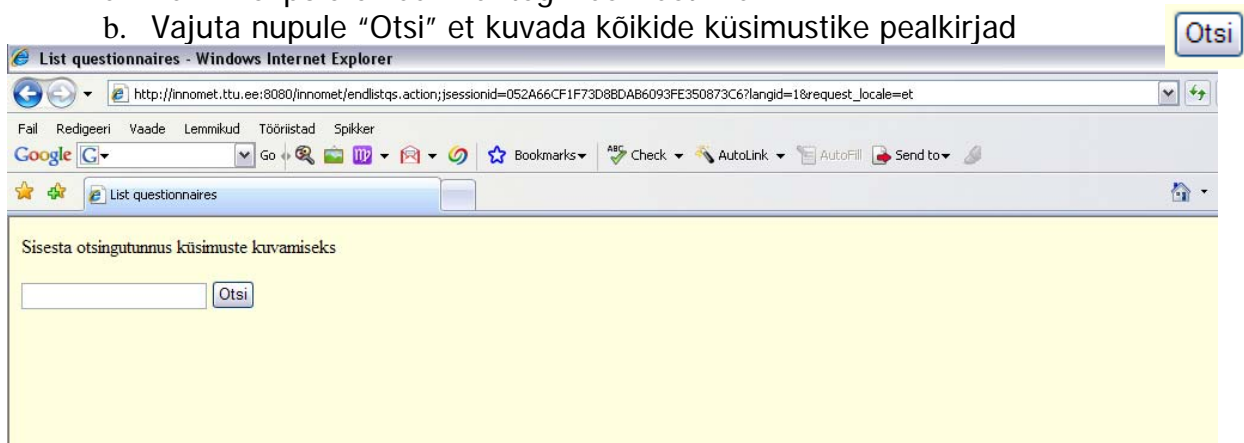 b. Vajuta nupule “Otsi” et kuvada kõikide küsimustike pealkirjad
Otsi
List questionnaires - Windows Internet Explorer
http://innomet.ttu.ee:8080/innomet/endlistqs.action;jsessionid=052A66CF1F73D8BDAB6093FE350873C6?langid=1&request_locale=et
Fail Redigeeri Vaade Lemmikud Tööriistad Spikker
Google G Go Bookmarks ABC Check AutoLink AutoFill Send to
List questionnaires
Sisesta otsingutunnus küsimuste kuvamiseks
Otsi